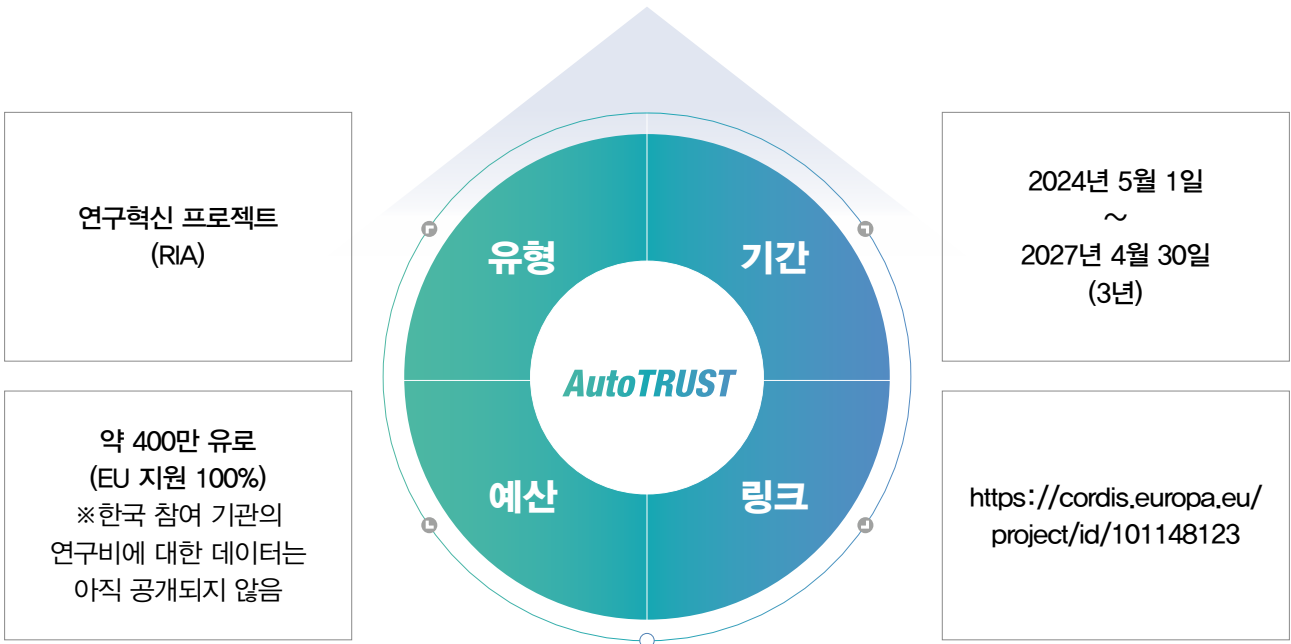 연구혁신 프로젝트
(RIA)
유형
기간
2024년 5월 1일
~
2027년 4월 30일
(3년)
AutoTRUST
약 400만 유로
(EU 지원 100%)
※한국 참여 기관의
연구비에 대한 데이터는
아직 공개되지 않음
예산
링크
https://cordis.europa.eu/
project/id/101148123